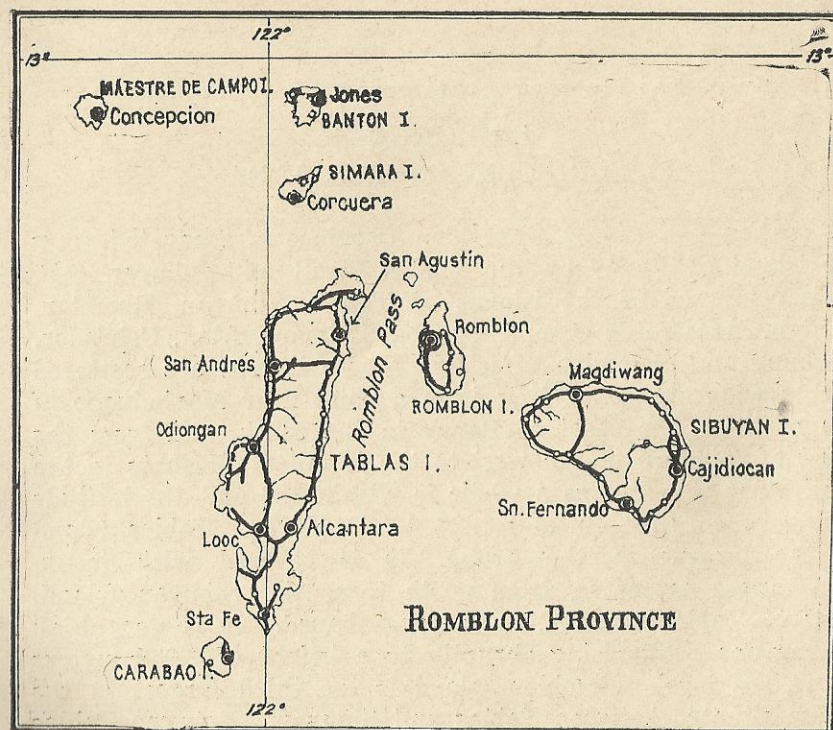 122°
13°
13°
MAESTRE DE CAMPO I.
Concepcion
Jones
BANTON I.
SIMARA I.
Corcuera
San Agustin
Romblon Pass
Romblon
San Andres
Magdiwang
ROMBLON I.
Odiongan
SIBUYAN I.
TABLAS I.
Cajidiocan
Sn. Fernando
Looc
Alcantara
Sta Fe
ROMBLON PROVINCE
CARABAO I.
122°